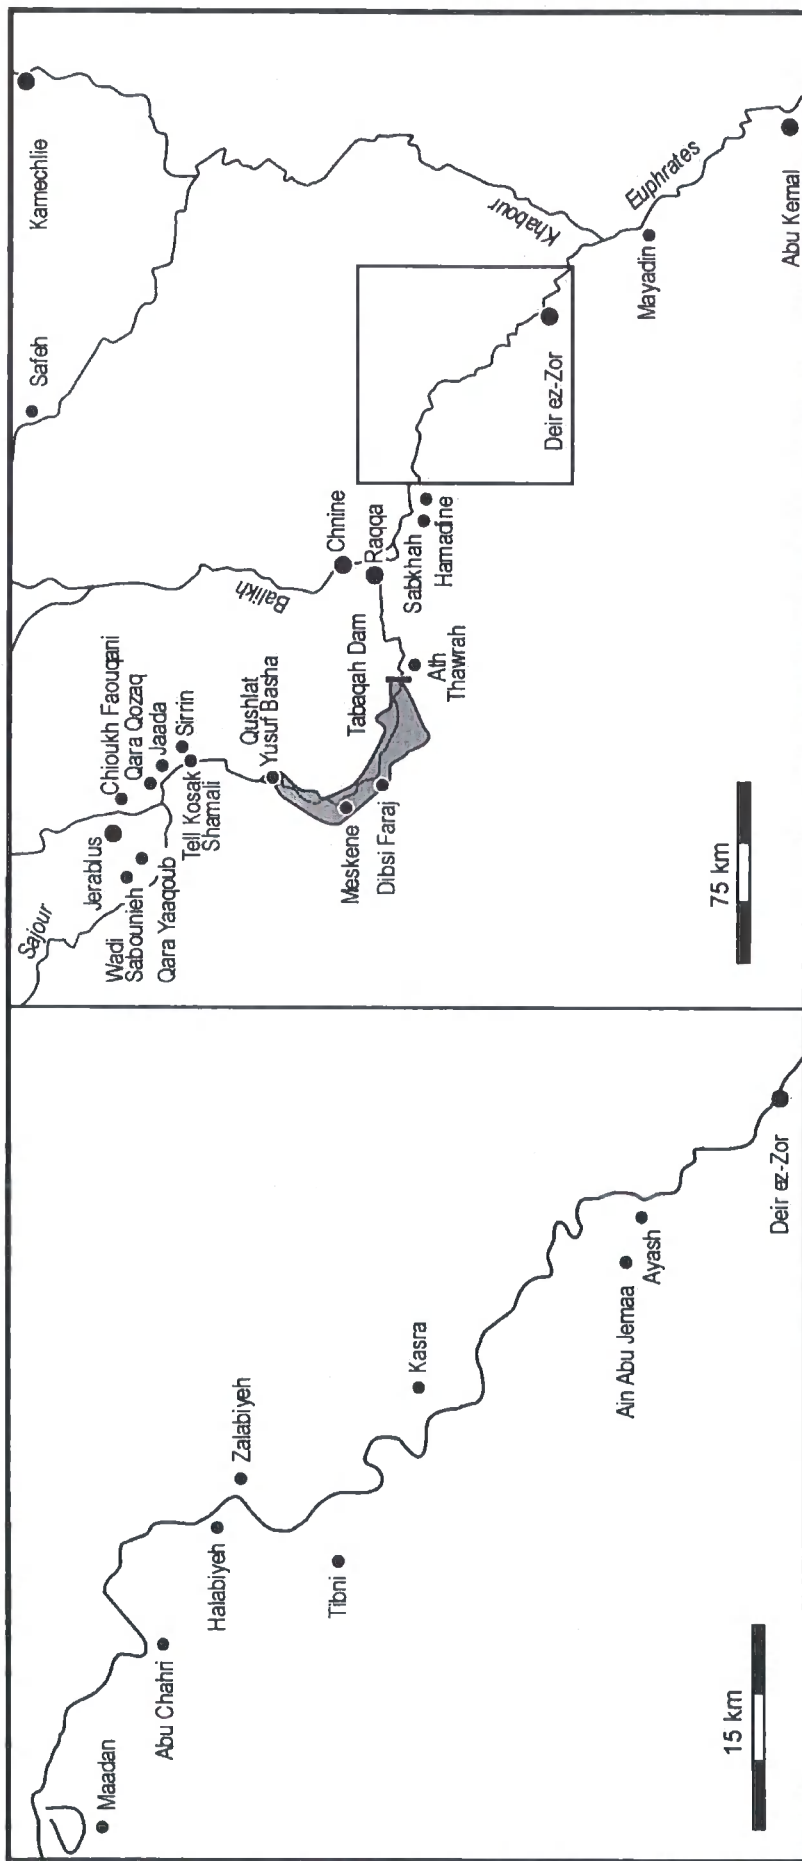 Maadan
Abu Chahri
Halabiyeh
Zalabiyeh
Tibni
Kasra
Ain Abu Jemaa
Ayash
Deir ez-Zor
15 km
Sajour
Jerablus
Wadi
Sabounieh
Qara Yaaqoub
Chioukh Faouqani
Qara Qozaq
Jaada
Sirrin
Tell Kosak
Shamali
Qushlat
Yusuf Basha
Meskene
Dibsi Faraj
Tabaqah Dam
Ath
Thawrah
Balikh
Chnine
Raqqa
Sabkhah
Hamadine
Safeh
Kamechlie
Khabour
Euphrates
Deir ez-Zor
Mayadin
Abu Kemal
75 km